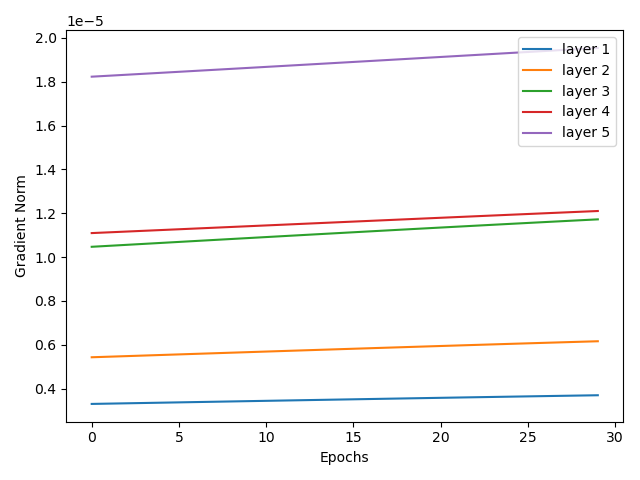 1e−5
2.0
1.8
1.6
1.4
1.2
1.0
0.8
0.6
0.4
Gradient Norm
layer 1
layer 2
layer 3
layer 4
layer 5
0 5 10 15 20 25 30
Epochs